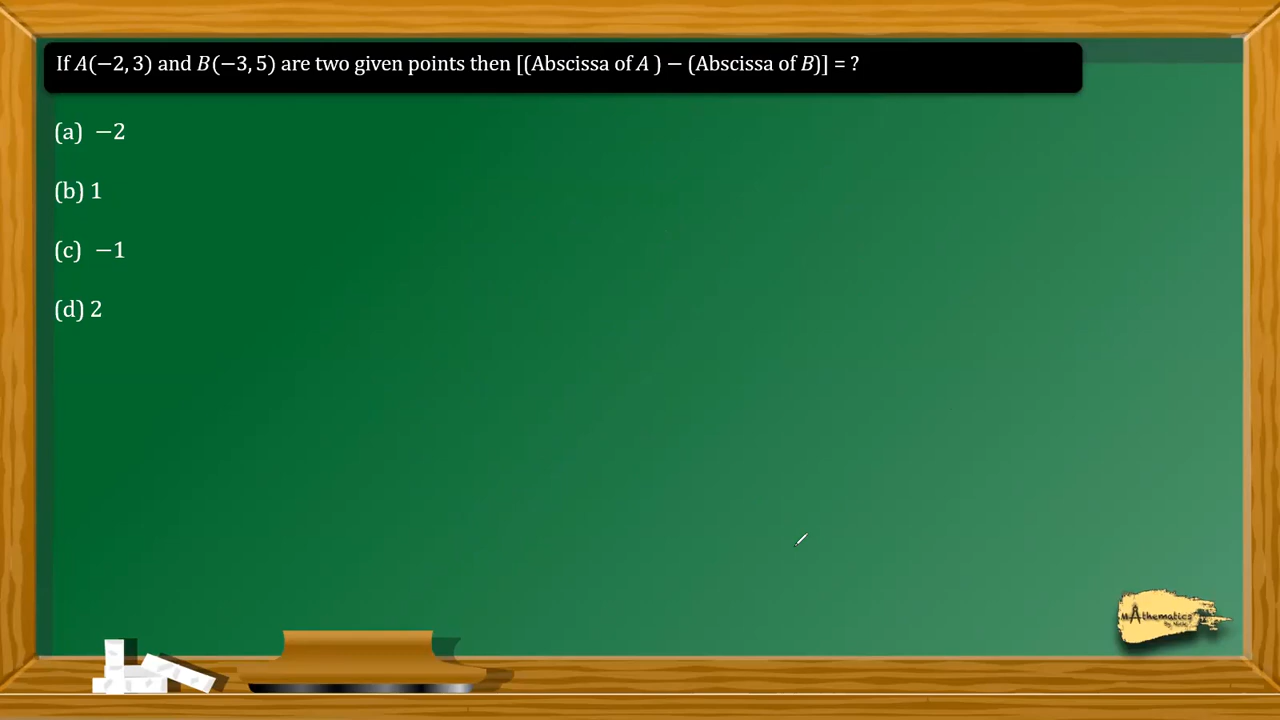 If A(−2, 3) and B(−3, 5) are two given points then [(Abscissa of A ) − (Abscissa of B)] = ?
(a) −2
(b) 1
(c) −1
(d) 2
mAthematics